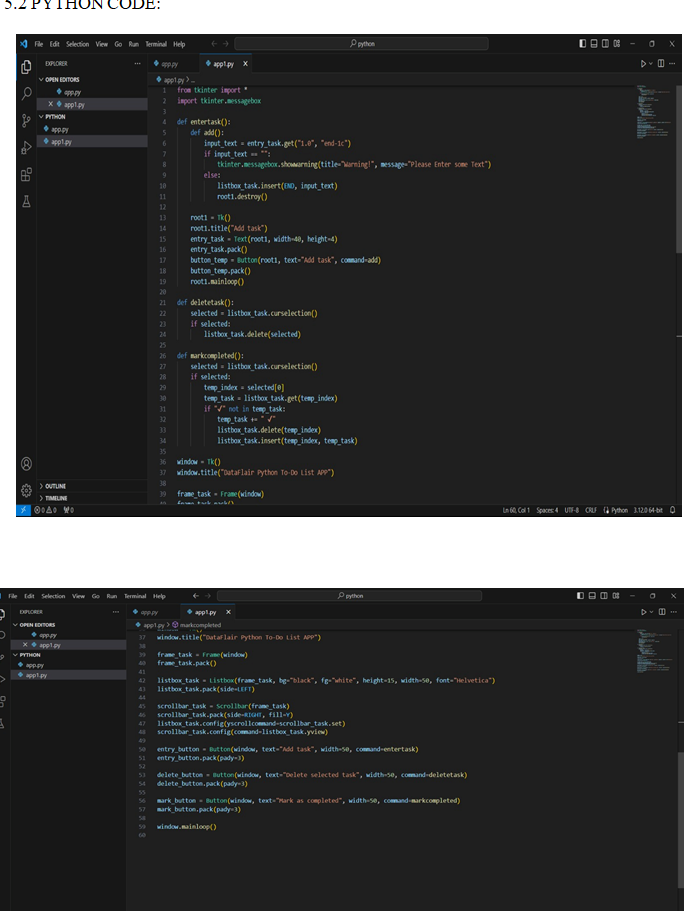 5.2 PYTHON CODE:
File Edit Selection View Go Run Terminal Help
python
EXPLORER
app.py
app1.py X
OPEN EDITORS
app.py
X app1.py
PYTHON
app.py
app1.py
app1.py > ...
1 from tkinter import *
2 import tkinter.messagebox
3
4 def entertask():
5 def add():
6 input_text = entry_task.get("1.0", "end-1c")
7 if input_text == "":
8 tkinter.messagebox.showwarning(title="Warning!", message="Please Enter some Text")
9 else:
10 listbox_task.insert(END, input_text)
11 root1.destroy()
12
13 root1 = Tk()
14 root1.title("Add task")
15 entry_task = Text(root1, width=40, height=4)
16 entry_task.pack()
17 button_temp = Button(root1, text="Add task", command=add)
18 button_temp.pack()
19 root1.mainloop()
20
21 def deletetask():
22 selected = listbox_task.curselection()
23 if selected:
24 listbox_task.delete(selected)
25
26 def markcompleted():
27 selected = listbox_task.curselection()
28 if selected:
29 temp_index = selected[0]
30 temp_task = listbox_task.get(temp_index)
31 if "√" not in temp_task:
32 temp_task += " √"
33 listbox_task.delete(temp_index)
34 listbox_task.insert(temp_index, temp_task)
35
36 window = Tk()
37 window.title("DataFlair Python To-Do List APP")
38
39 frame_task = Frame(window)
40 frame_task.pack()
OUTLINE
TIMELINE
0 0 0 Ln 60, Col 1 Spaces: 4 UTF-8 CRLF Python 3.12.0 64-bit
File Edit Selection View Go Run Terminal Help
python
EXPLORER
app.py
app1.py X
OPEN EDITORS
app.py
X app1.py
PYTHON
app.py
app1.py
app1.py > markcompleted
37 window.title("DataFlair Python To-Do List APP")
38
39 frame_task = Frame(window)
40 frame_task.pack()
41
42 listbox_task = Listbox(frame_task, bg="black", fg="white", height=15, width=50, font="Helvetica")
43 listbox_task.pack(side=LEFT)
44
45 scrollbar_task = Scrollbar(frame_task)
46 scrollbar_task.pack(side=RIGHT, fill=Y)
47 listbox_task.config(yscrollcommand=scrollbar_task.set)
48 scrollbar_task.config(command=listbox_task.yview)
49
50 entry_button = Button(window, text="Add task", width=50, command=entertask)
51 entry_button.pack(pady=3)
52
53 delete_button = Button(window, text="Delete selected task", width=50, command=deletetask)
54 delete_button.pack(pady=3)
55
56 mark_button = Button(window, text="Mark as completed", width=50, command=markcompleted)
57 mark_button.pack(pady=3)
58
59 window.mainloop()
60